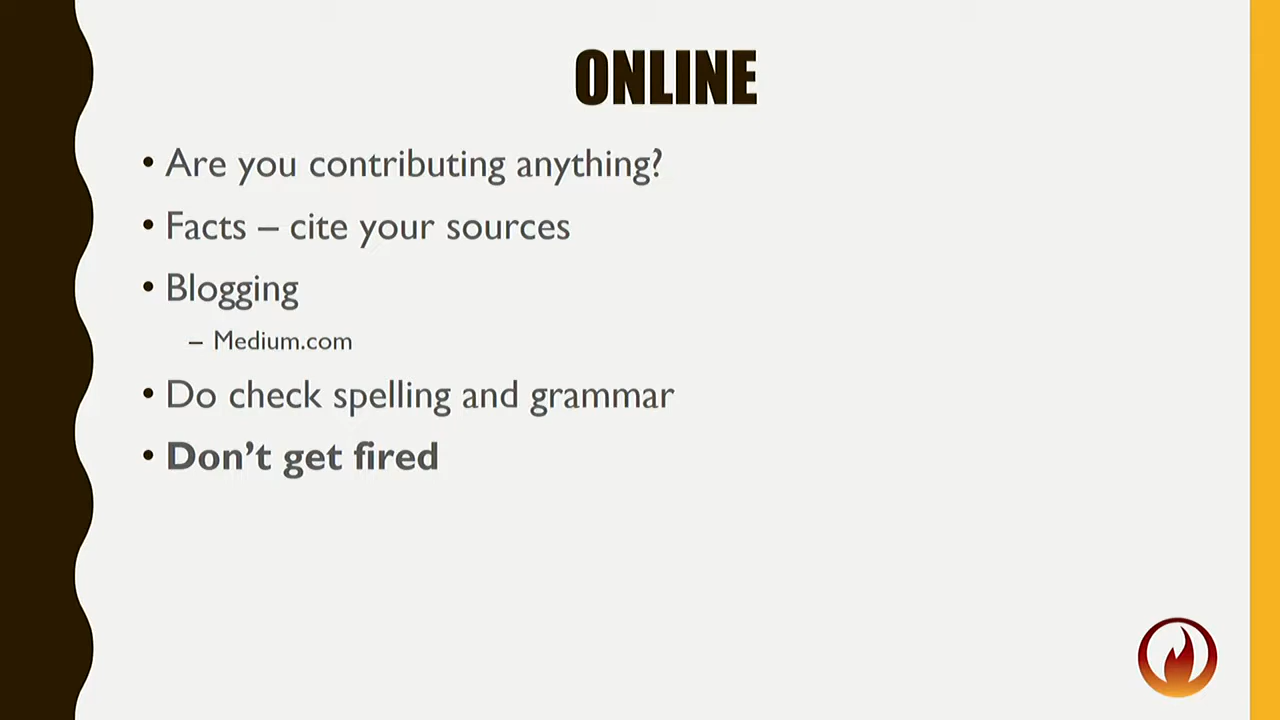 ONLINE
• Are you contributing anything?
• Facts – cite your sources
• Blogging
– Medium.com
• Do check spelling and grammar
• Don’t get fired